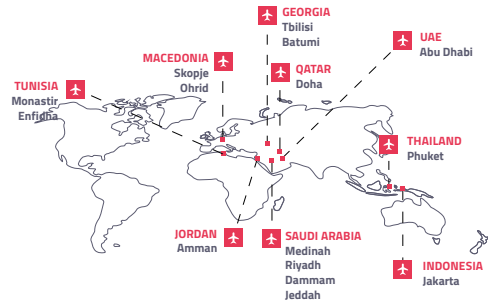 GEORGIA
Tbilisi
Batumi
UAE
Abu Dhabi
MACEDONIA
Skopje
Ohrid
QATAR
Doha
TUNISIA
Monastir
Enfidha
THAILAND
Phuket
JORDAN
Amman
SAUDI ARABIA
Medinah
Riyadh
Dammam
Jeddah
INDONESIA
Jakarta